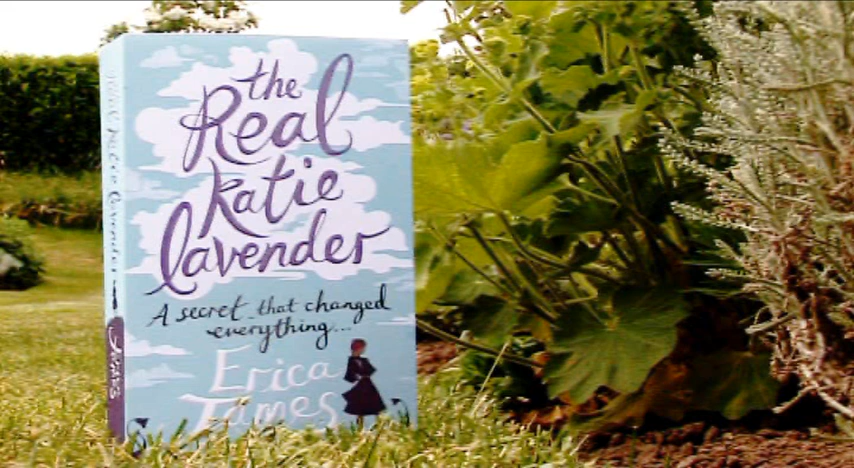 the
Real
katie
lavender
A secret that changed
everything...
Erica
James